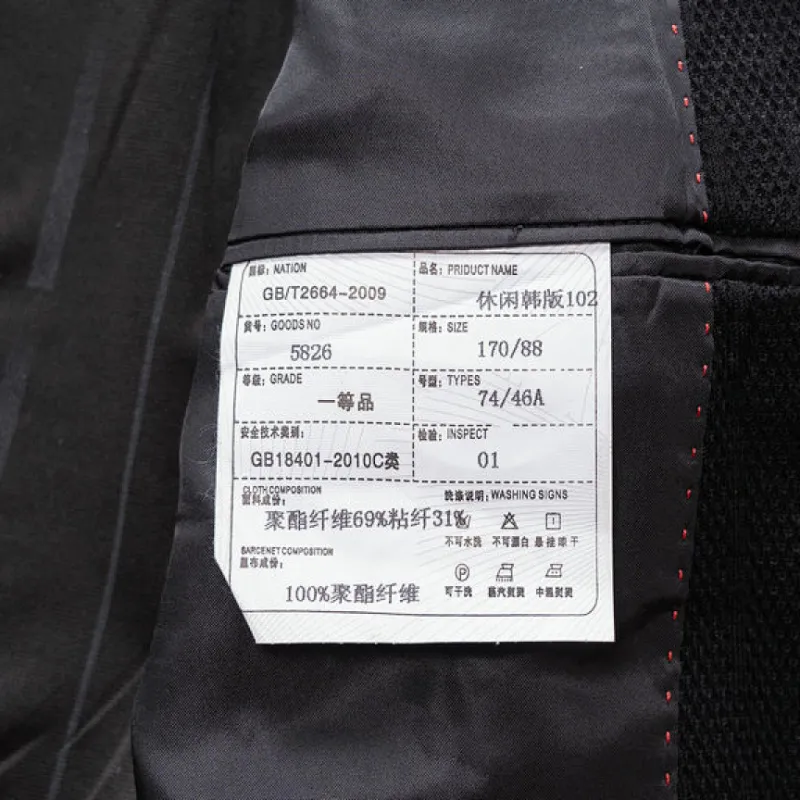 国标: NATION
GB/T2664-2009
品名: PRIDUCT NAME
休闲韩版102
货号: GOODS NO
5826
规格: SIZE
170/88
等级: GRADE
一等品
号型: TYPES
74/46A
安全技术类别:
GB18401-2010C类
检验: INSPECT
01
CLOTH COMPOSITION
面料成份:
聚酯纤维69%粘纤31%
洗涤说明: WASHING SIGNS
不可水洗 不可漂白 悬挂晾干
SARCENET COMPOSITION
里布成份:
100%聚酯纤维
P
可干洗 蒸汽熨烫 中温熨烫